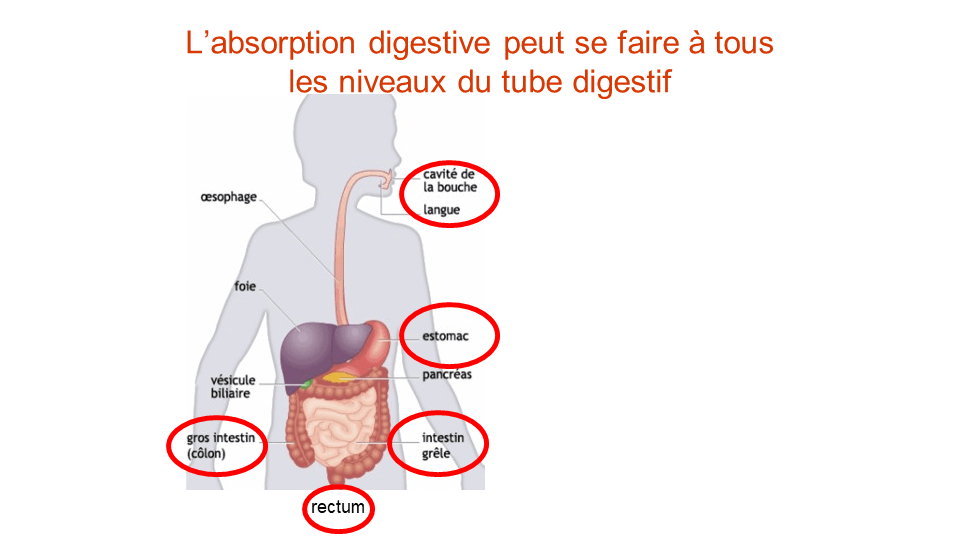 L’absorption digestive peut se faire à tous
les niveaux du tube digestif
cavité de
la bouche
œsophage
langue
foie
estomac
pancréas
vésicule
biliaire
gros intestin
(côlon)
intestin
grêle
rectum